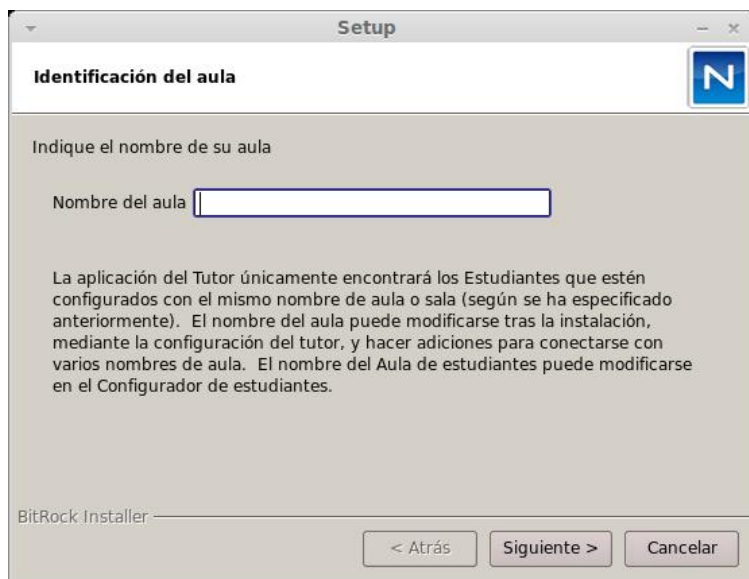 Setup
Identificación del aula
N
Indique el nombre de su aula
Nombre del aula
La aplicación del Tutor únicamente encontrará los Estudiantes que estén
configurados con el mismo nombre de aula o sala (según se ha especificado
anteriormente).  El nombre del aula puede modificarse tras la instalación,
mediante la configuración del tutor, y hacer adiciones para conectarse con
varios nombres de aula.  El nombre del Aula de estudiantes puede modificarse
en el Configurador de estudiantes.
BitRock Installer
< Atrás Siguiente > Cancelar